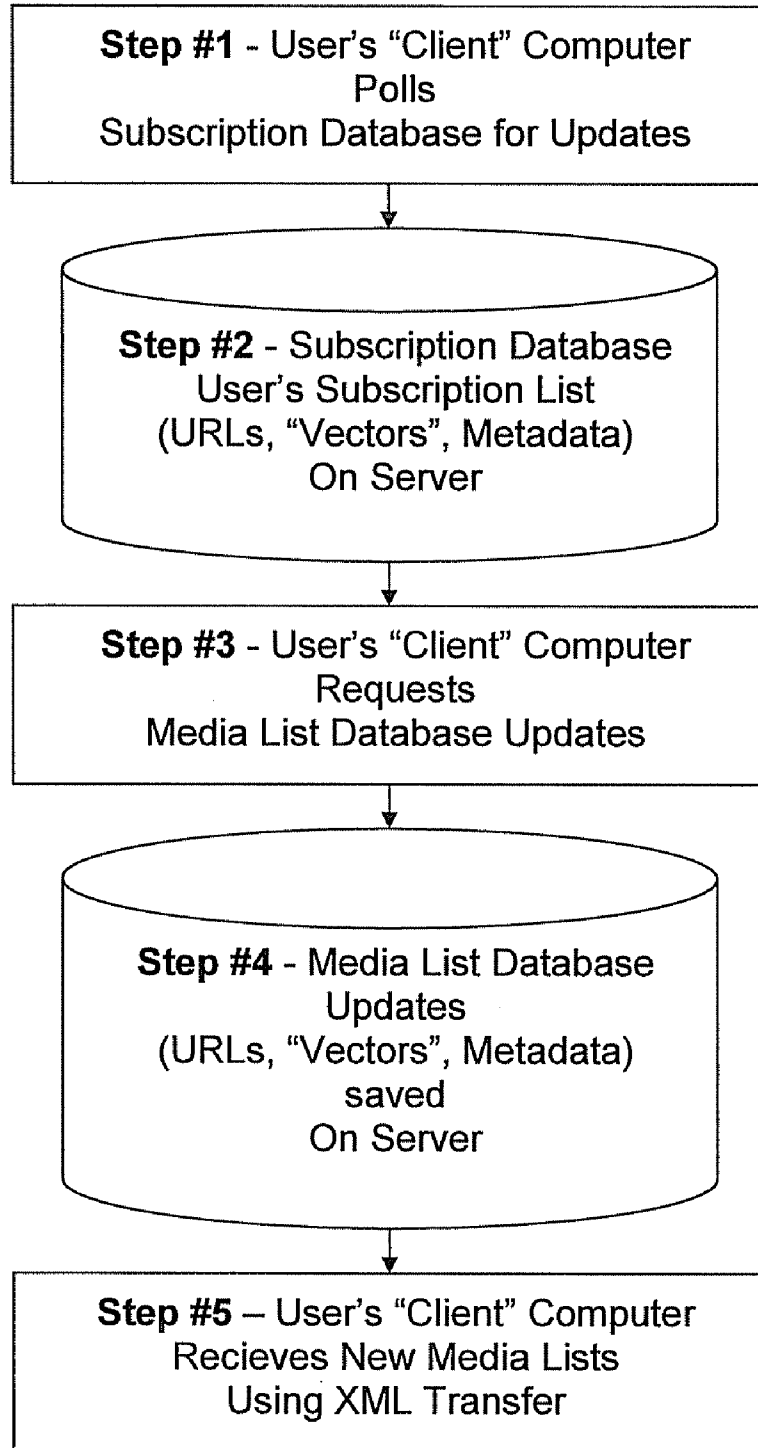 Step #1 - User's "Client" Computer
Polls
Subscription Database for Updates
Step #2 - Subscription Database
User's Subscription List
(URLs, "Vectors", Metadata)
On Server
Step #3 - User's "Client" Computer
Requests
Media List Database Updates
Step #4 - Media List Database
Updates
(URLs, "Vectors", Metadata)
saved
On Server
Step #5 – User's "Client" Computer
Recieves New Media Lists
Using XML Transfer